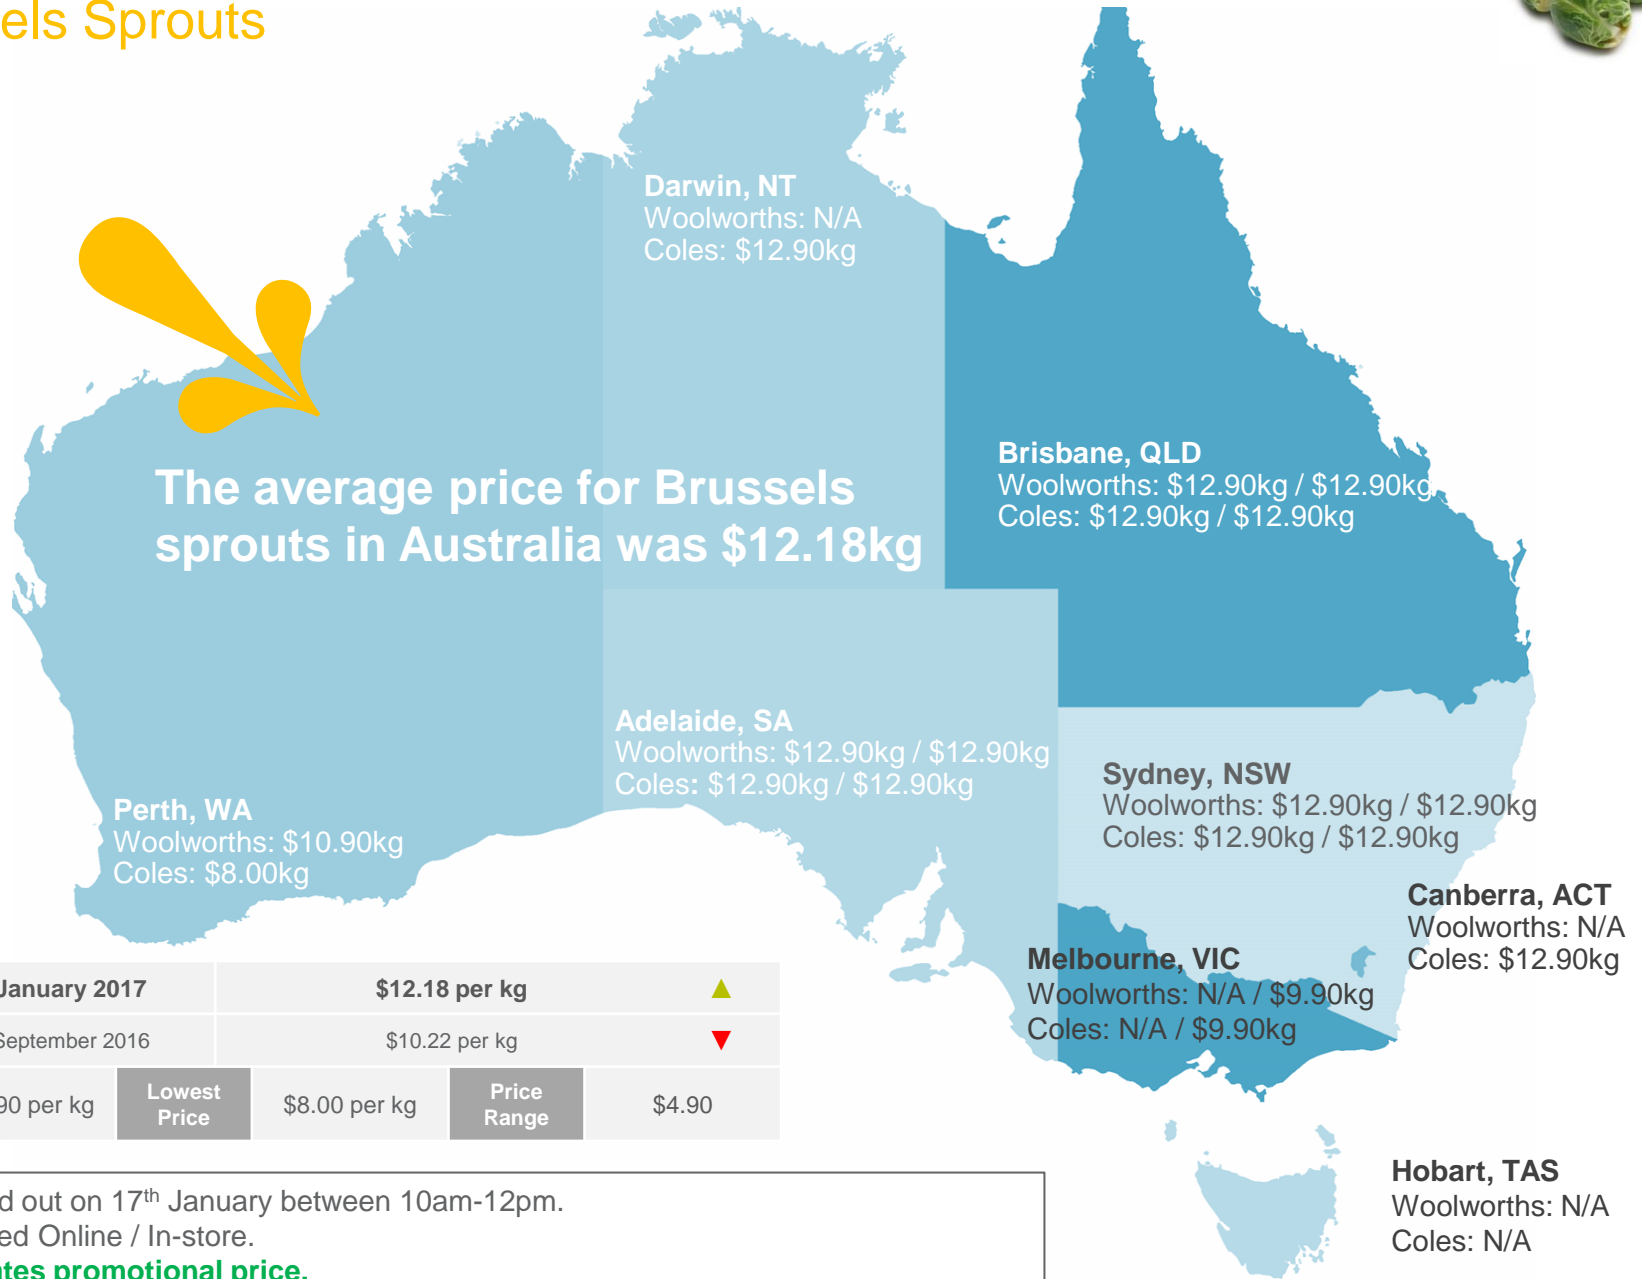 els Sprouts
Darwin, NT
Woolworths: N/A
Coles: $12.90kg
Brisbane, QLD
Woolworths: $12.90kg / $12.90kg
Coles: $12.90kg / $12.90kg
The average price for Brussels
sprouts in Australia was $12.18kg
Adelaide, SA
Woolworths: $12.90kg / $12.90kg
Coles: $12.90kg / $12.90kg
Sydney, NSW
Woolworths: $12.90kg / $12.90kg
Coles: $12.90kg / $12.90kg
Perth, WA
Woolworths: $10.90kg
Coles: $8.00kg
Canberra, ACT
Woolworths: N/A
Coles: $12.90kg
Melbourne, VIC
Woolworths: N/A / $9.90kg
Coles: N/A / $9.90kg
January 2017 $12.18 per kg ▲
September 2016 $10.22 per kg ▼
90 per kg Lowest Price $8.00 per kg Price Range $4.90
Hobart, TAS
Woolworths: N/A
Coles: N/A
d out on 17th January between 10am-12pm.
ed Online / In-store.
tes promotional price.